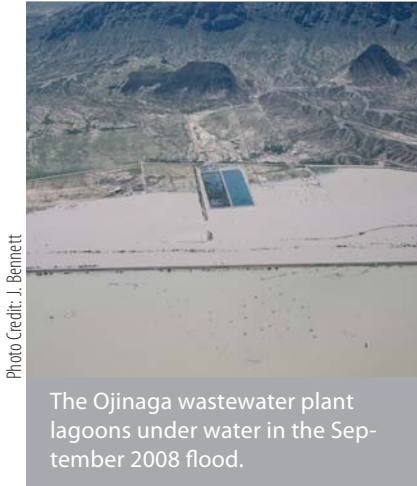 Photo Credit: J. Bennett
The Ojinaga wastewater plant
lagoons under water in the Sep-
tember 2008 flood.